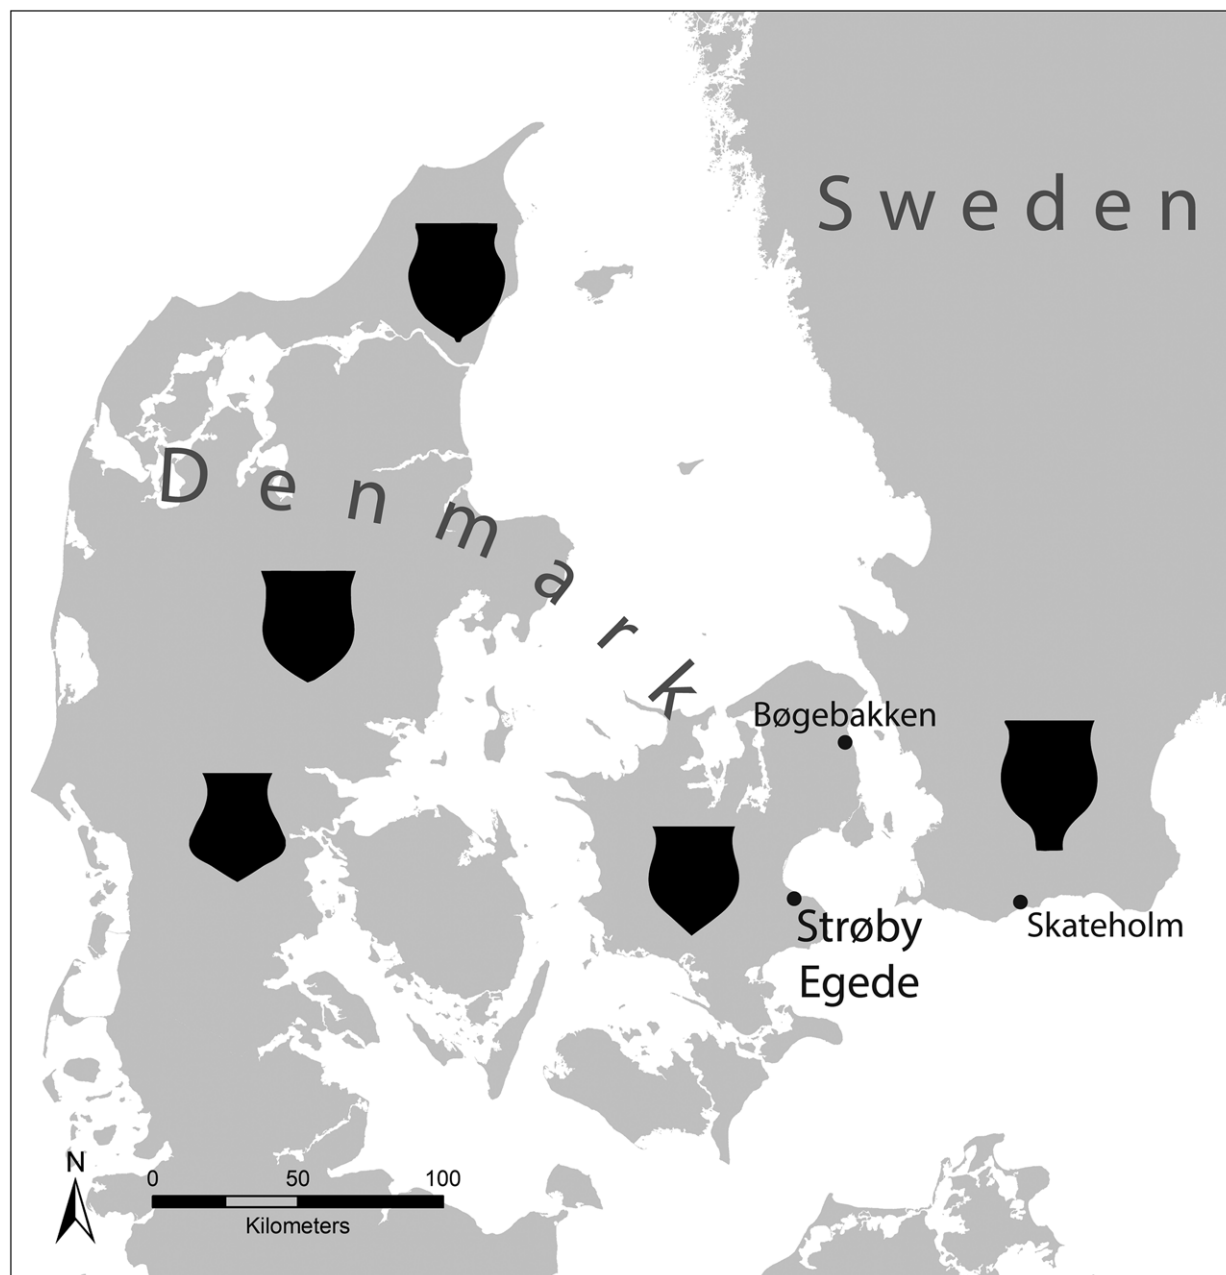 Sweden
Denmark
Bøgebakken
Strøby
Egede
Skateholm
N
0 50 100
Kilometers